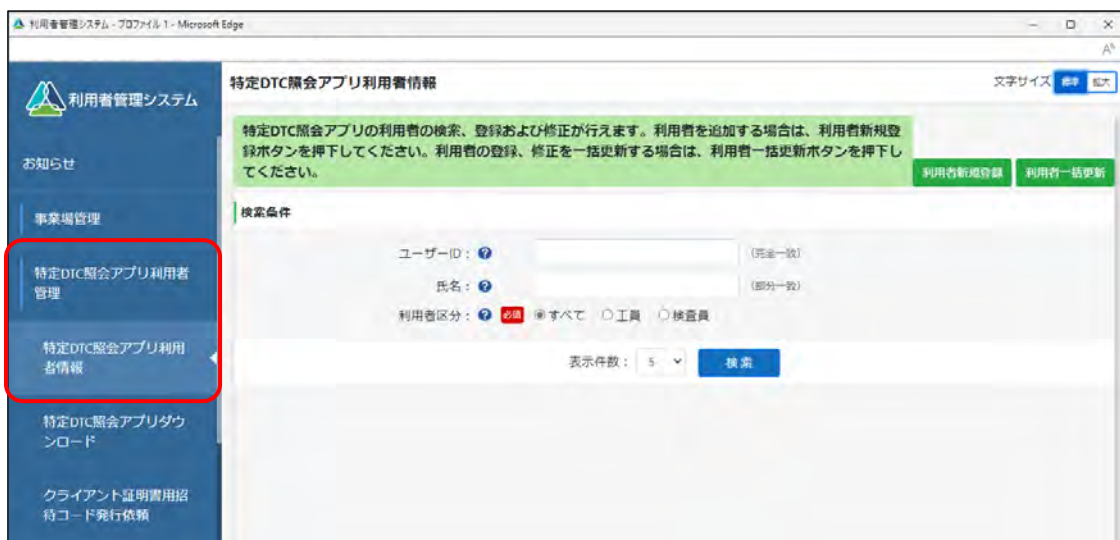 利用者管理システム - プロファイル 1 - Microsoft Edge
利用者管理システム
特定DTC照会アプリ利用者情報
文字サイズ 標準 拡大
お知らせ
事業場管理
特定DTC照会アプリ利用者
管理
特定DTC照会アプリ利用
者情報
特定DTC照会アプリダウ
ンロード
クライアント証明書用招
待コード発行依頼
特定DTC照会アプリの利用者の検索、登録および修正が行えます。利用者を追加する場合は、利用者新規登
録ボタンを押下してください。利用者の登録、修正を一括更新する場合は、利用者一括更新ボタンを押下し
てください。
利用者新規登録 利用者一括更新
検索条件
ユーザーID： (完全一致)
氏名： (部分一致)
利用者区分： 必須 すべて 工員 検査員
表示件数： 5 検索